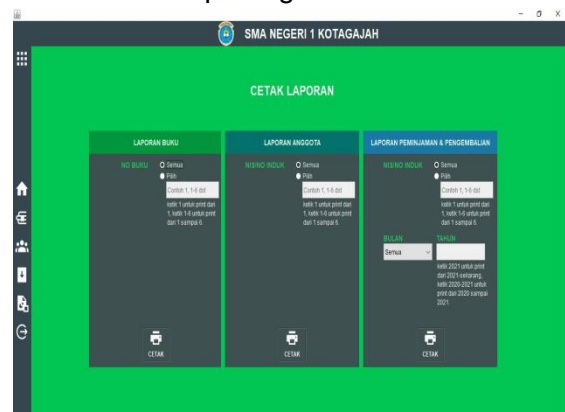 SMA NEGERI 1 KOTAGAJAH
CETAK LAPORAN
LAPORAN BUKU
NO BUKU
Semua
Pilih
Contoh 1, 1-6 dst
ketik 1 untuk print dari
1, ketik 1-6 untuk print
dari 1 sampai 6.
CETAK
LAPORAN ANGGOTA
NIS/NO INDUK
Semua
Pilih
Contoh 1, 1-6 dst
ketik 1 untuk print dari
1, ketik 1-6 untuk print
dari 1 sampai 6.
CETAK
LAPORAN PEMINJAMAN & PENGEMBALIAN
NIS/NO INDUK
Semua
Pilih
Contoh 1, 1-6 dst
ketik 1 untuk print dari
1, ketik 1-6 untuk print
dari 1 sampai 6.
BULAN
Semua
TAHUN
ketik 2021 untuk print
dari 2021-sekarang,
ketik 2020-2021 untuk
print dari 2020 sampai
2021.
CETAK